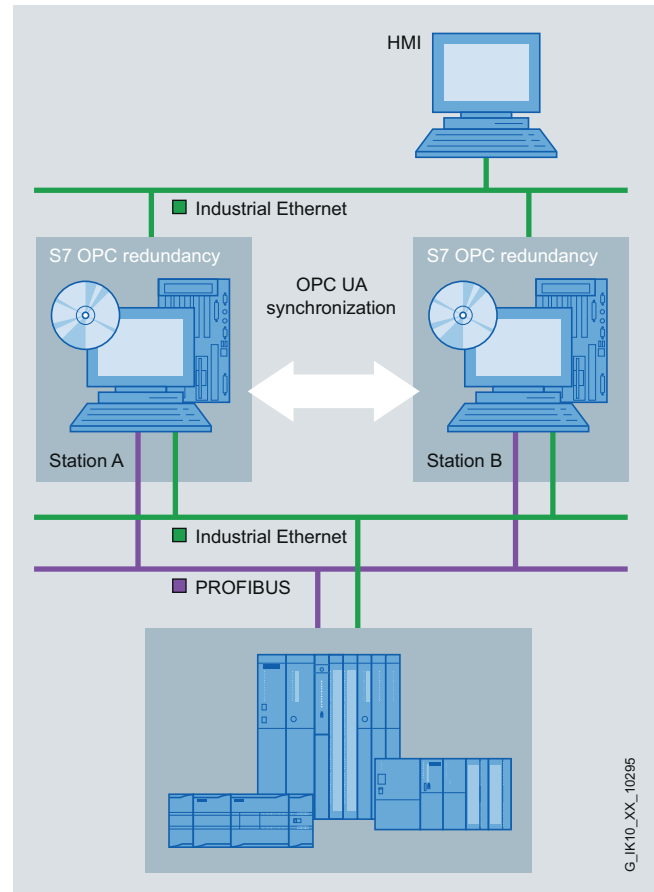 HMI
Industrial Ethernet
S7 OPC redundancy
S7 OPC redundancy
OPC UA
synchronization
Station A
Station B
Industrial Ethernet
PROFIBUS
G_IK10_XX_10295